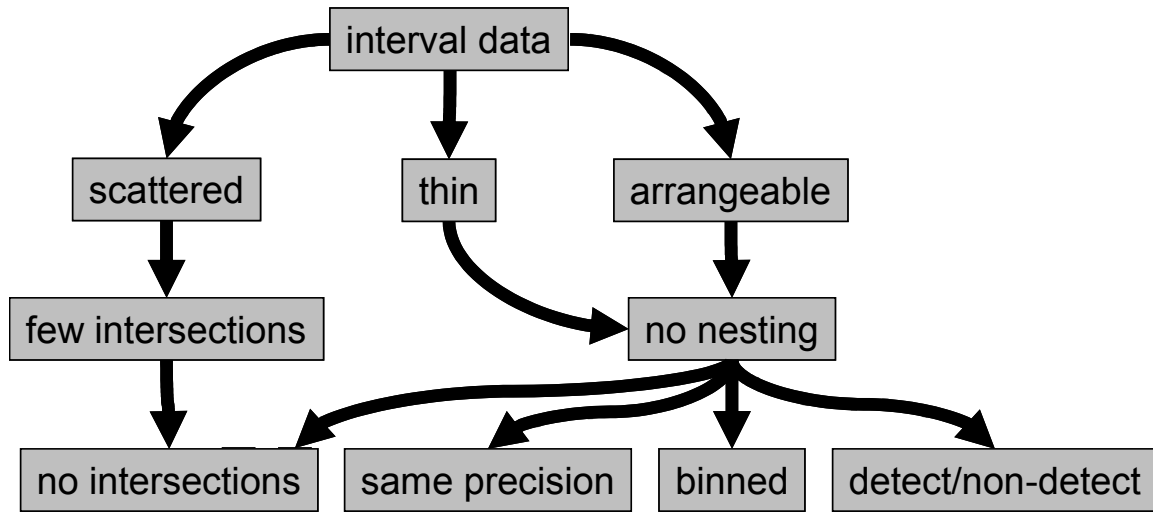 interval data
scattered
thin
arrangeable
few intersections
no nesting
no intersections
same precision
binned
detect/non-detect